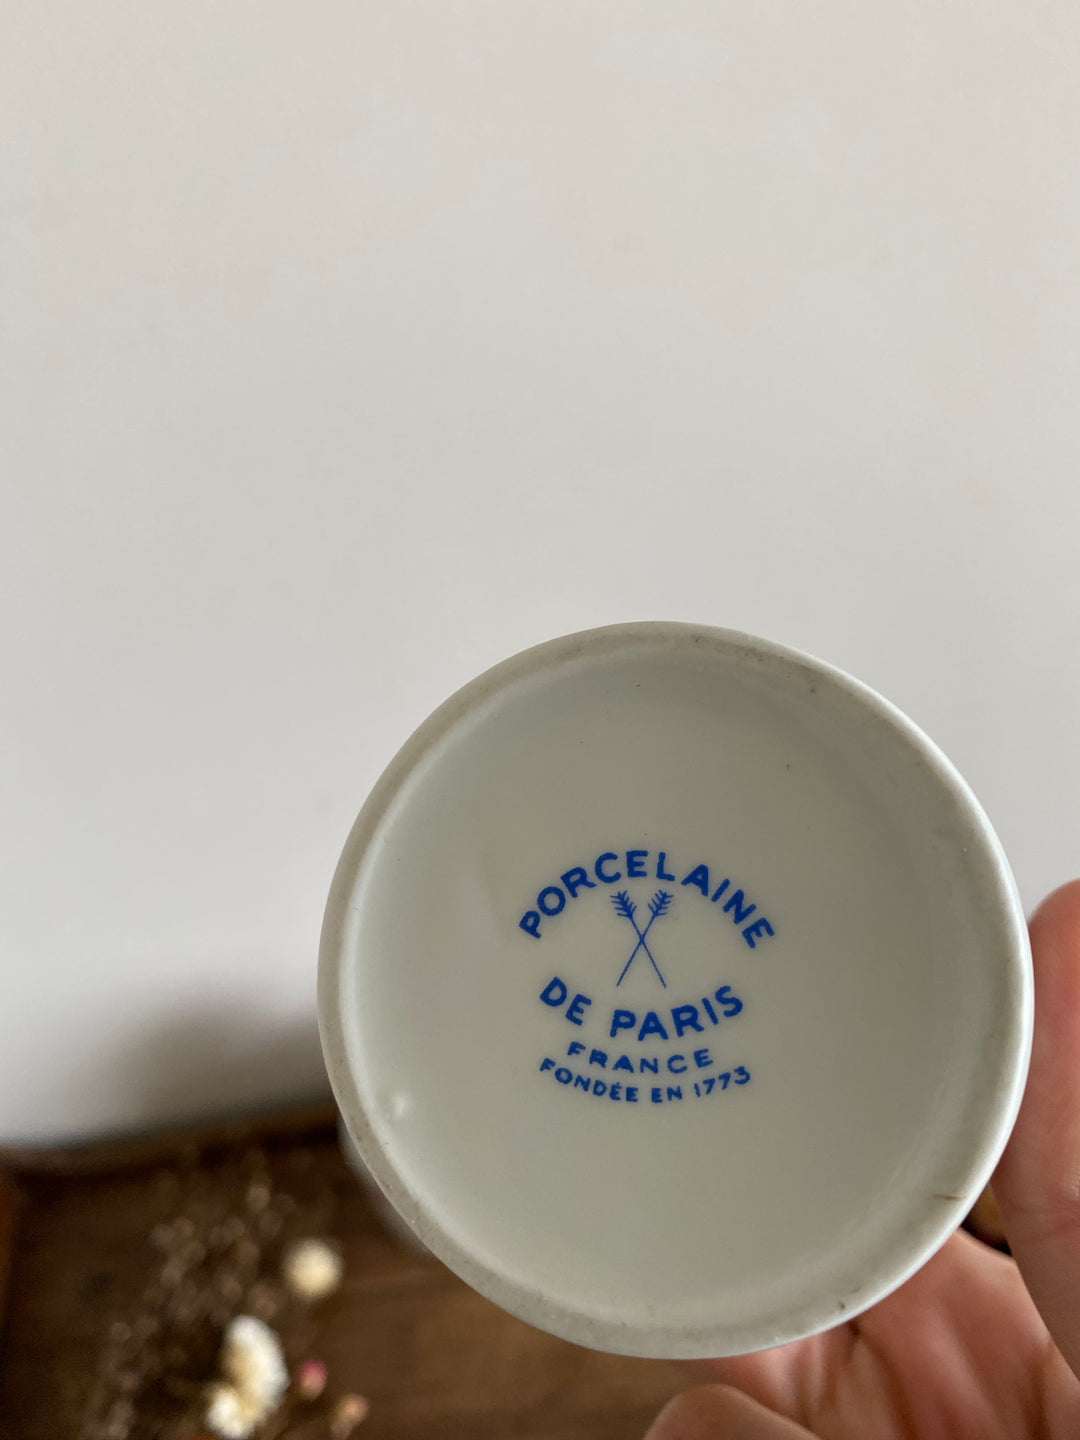 PORCELAINE
DE PARIS
FRANCE
FONDÉE EN 1773